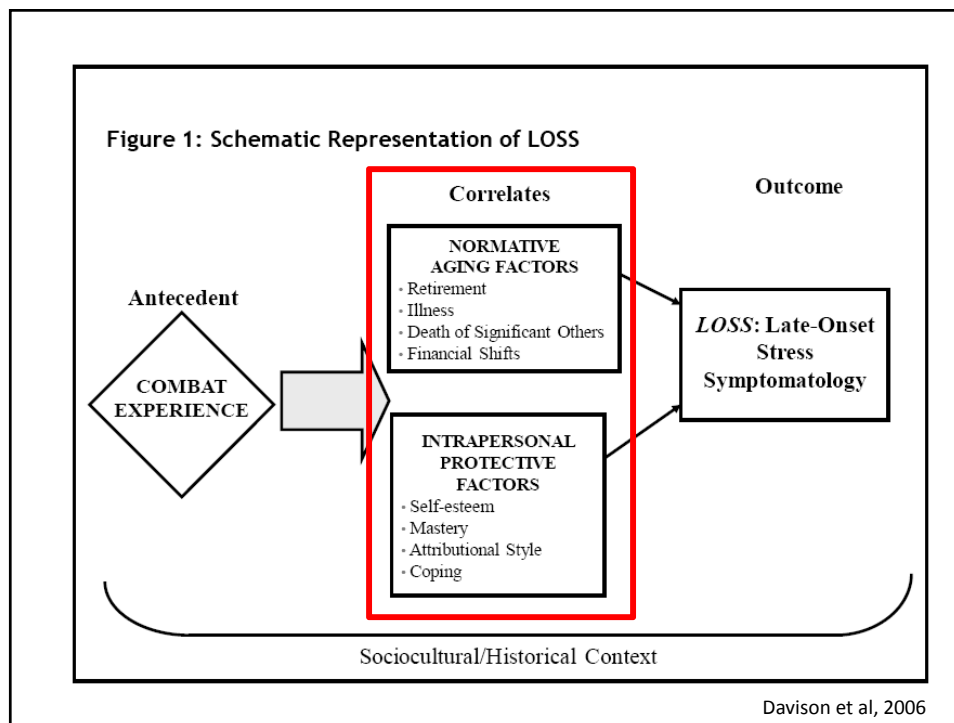 Figure 1: Schematic Representation of LOSS
Antecedent
COMBAT
EXPERIENCE
Correlates
NORMATIVE
AGING FACTORS
• Retirement
• Illness
• Death of Significant Others
• Financial Shifts
INTRAPERSONAL
PROTECTIVE
FACTORS
• Self-esteem
• Mastery
• Attributional Style
• Coping
Outcome
LOSS: Late-Onset
Stress
Symptomatology
Sociocultural/Historical Context
Davison et al, 2006